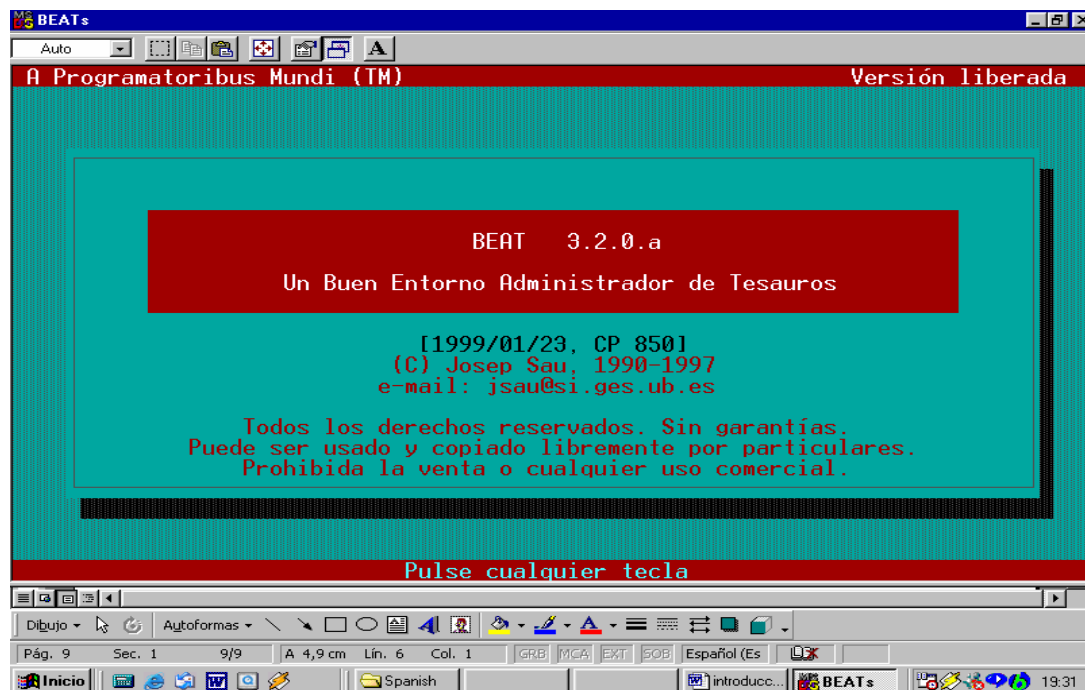 BEATs
Auto
A
A Programatoribus Mundi (TM) Versión liberada
BEAT 3.2.0.a
Un Buen Entorno Administrador de Tesauros
[1999/01/23, CP 850]
(C) Josep Sau, 1990-1997
e-mail: jsau@si.ges.ub.es
Todos los derechos reservados. Sin garantías.
Puede ser usado y copiado libremente por particulares.
Prohibida la venta o cualquier uso comercial.
Pulse cualquier tecla
Dibujo Autoformas A
Pág. 9 Sec. 1 9/9 A 4,9 cm Lín. 6 Col. 1 GRB MCA EXT SOB Español (Es
Inicio Spanish introducc... BEATs 19:31